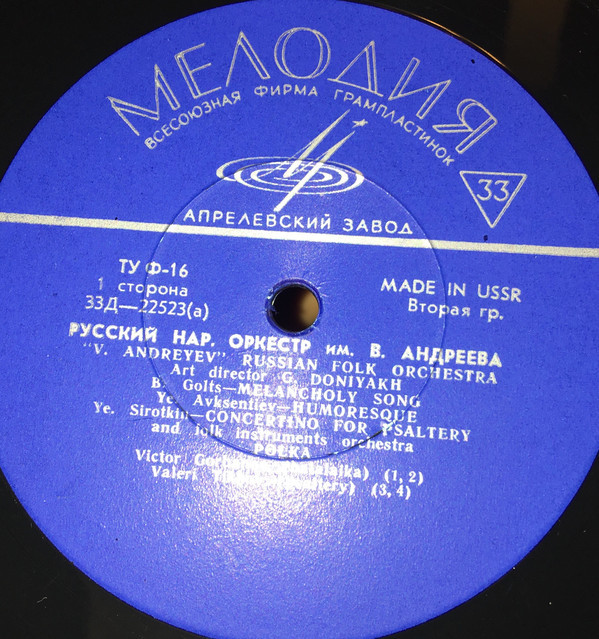 МЕЛОДИЯ
ВСЕСОЮЗНАЯ ФИРМА ГРАМПЛАСТИНОК
33
АПРЕЛЕВСКИЙ ЗАВОД
ТУ Ф-16
1 сторона
33Д—22523(а)
MADE IN USSR
Вторая гр.
РУССКИЙ НАР. ОРКЕСТР им. В. АНДРЕЕВА
"V. ANDREYEV" RUSSIAN FOLK ORCHESTRA
Art director G. DONIYAKH
B. Golts—MELANCHOLY SONG
Ye. Avksentiev—HUMORESQUE
Ye. Sirotkin—CONCERTINO FOR PSALTERY
and folk instruments orchestra
POLKA
Victor (1, 2)
Valeri (3, 4)